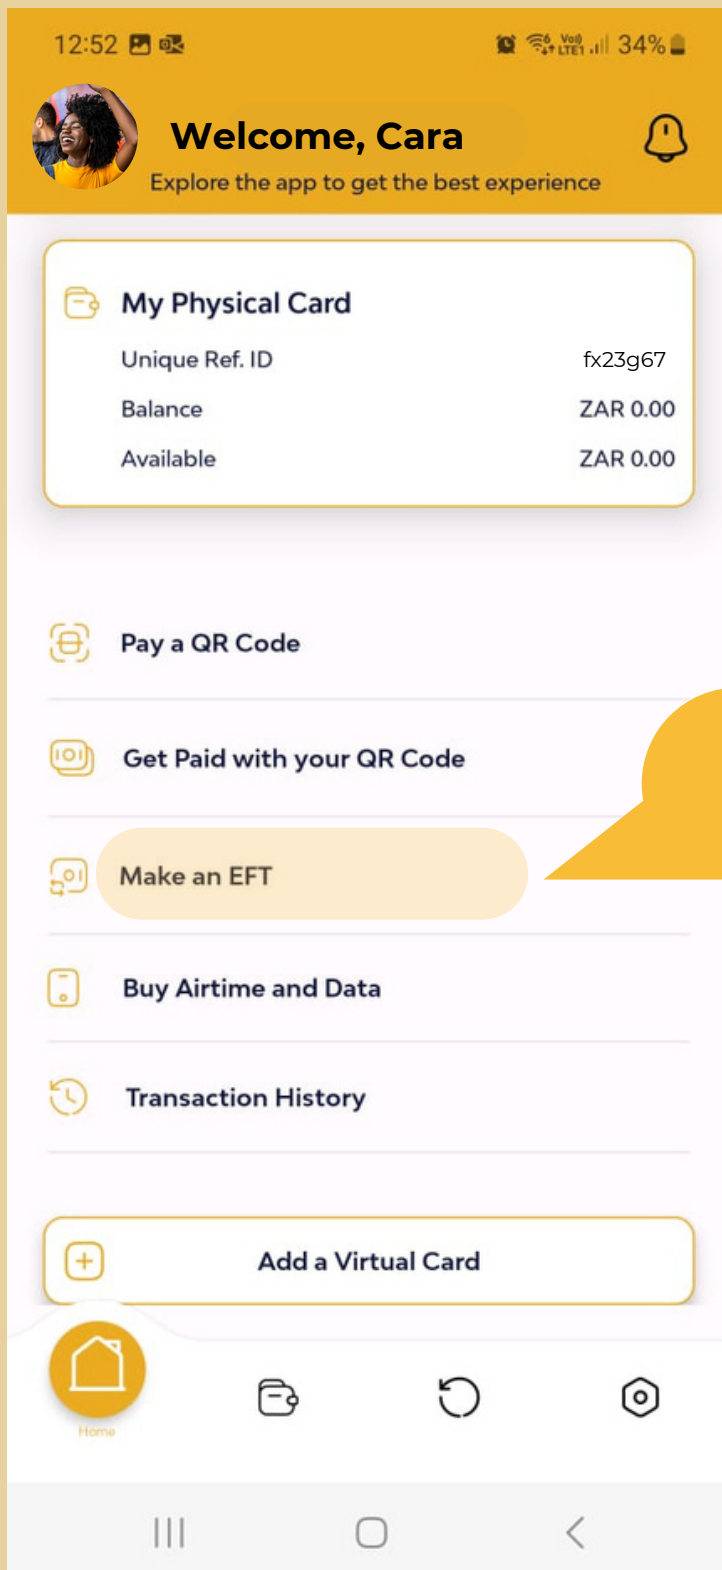 12:52
Vo))
LTE1
34%
Welcome, Cara
Explore the app to get the best experience
My Physical Card
Unique Ref. ID fx23g67
Balance ZAR 0.00
Available ZAR 0.00
Pay a QR Code
Get Paid with your QR Code
Make an EFT
Buy Airtime and Data
Transaction History
Add a Virtual Card
Home